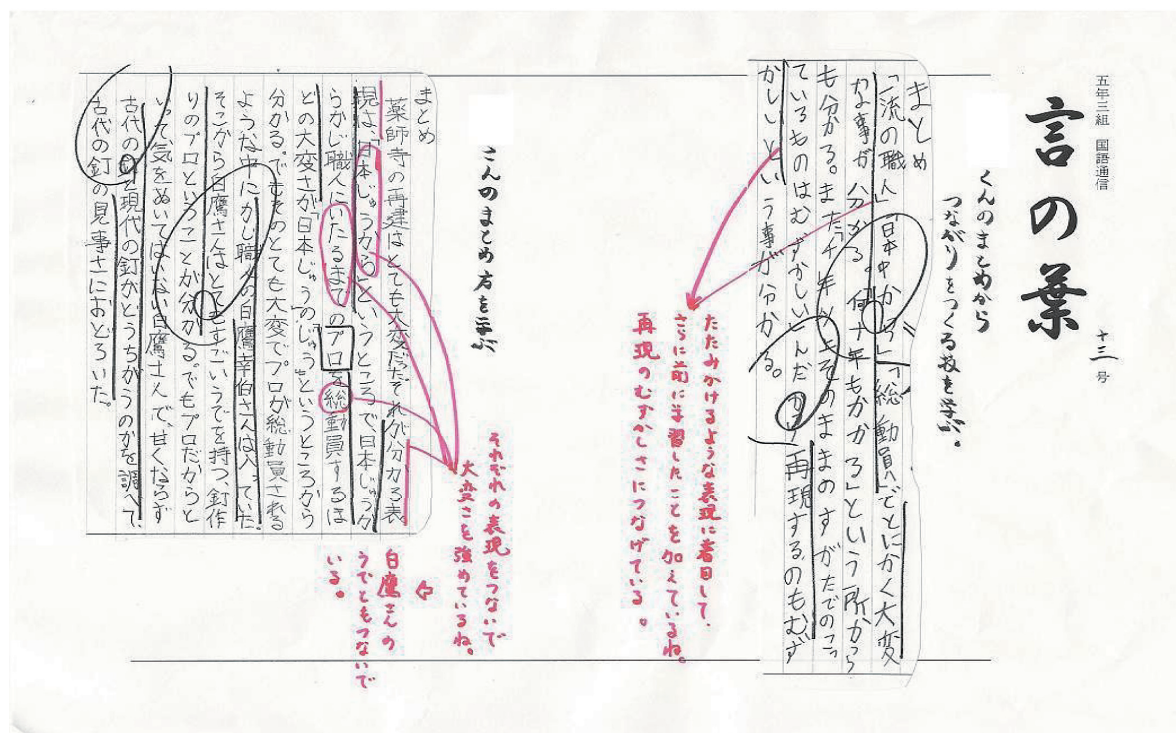 五年三組 国語通信
言の葉
十三号
くんのまとめから
つながりをつくる技を学ぶ。
まとめ
「一流の職人」「日本中から」「総動員」でとにかく大変
な事が分かる。「何十年もかかる」という所から
も分かる。また「千年以上そのままのすがたでのこっ
ているものはむずかしい」んだから再現するのもむず
かしいという事が分かる。
たたみかけるような表現に着目して、
さらに前に学習したことを加えているね。
再現のむずかしさにつなげている。
さんのまとめ方を学ぶ
まとめ
薬師寺の再建はとても大変だ。それが分かる表
現は、「日本じゅうから」というところで日本じゅうか
らかじ職人にいたるまでのプロを総動員するほ
どの大変さが「日本じゅう」の「じゅう」というところから
分かる。でもそのとても大変でプロが総動員される
ような中にかじ職人の白鷹幸伯さんは入っていた。
そこから白鷹さんはとてもすごいうでを持つ、釘作
りのプロということが分かる。でもプロだからと
いって気をぬいてはいない白鷹さんで、甘くならず
古代の釘と現代の釘がどうちがうのかを調べて、
古代の釘の見事さにおどろいた。
それぞれの表現をつないで
大変さを強めているね。
白鷹さんの
うでともつないで
いる。